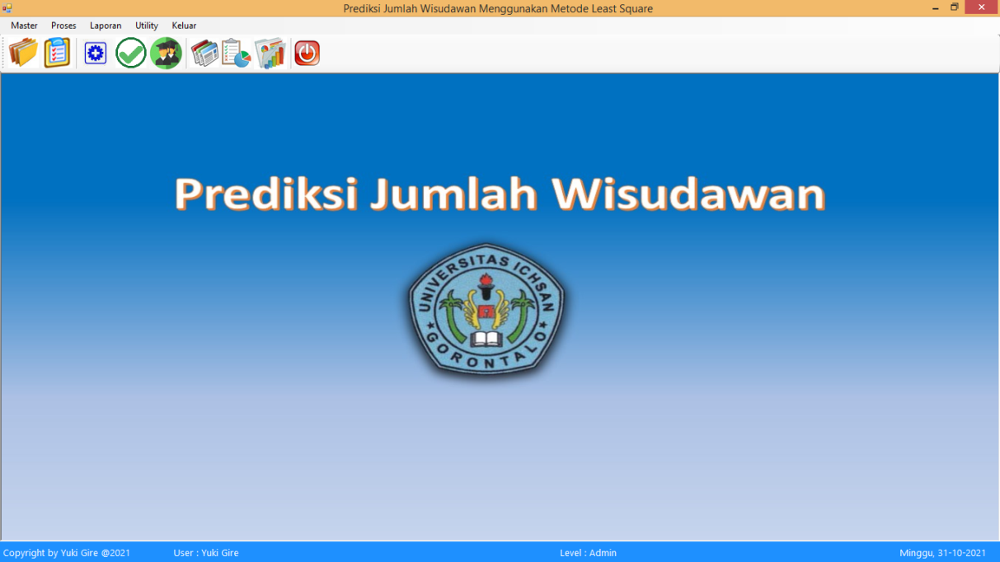 Prediksi Jumlah Wisudawan Menggunakan Metode Least Square
Master Proses Laporan Utility Keluar
Prediksi Jumlah Wisudawan
UNIVERSITAS ICHSAN
GORONTALO
Copyright by Yuki Gire @2021 User : Yuki Gire Level : Admin Minggu, 31-10-2021